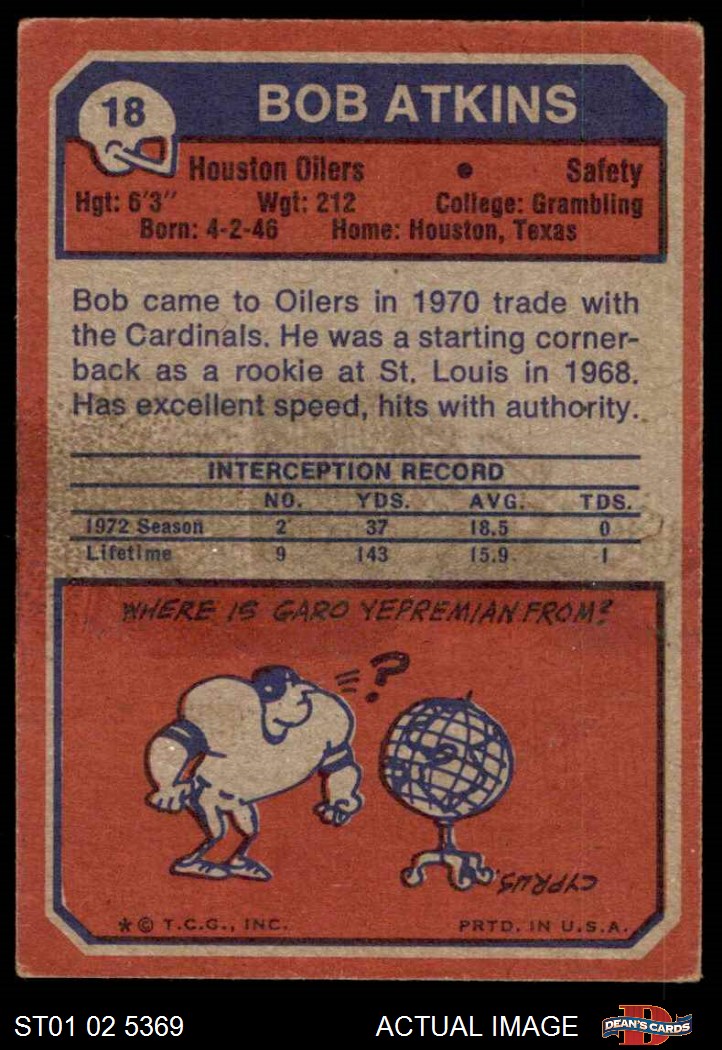 18
BOB ATKINS
Houston Oilers • Safety
Hgt: 6'3" Wgt: 212 College: Grambling
Born: 4-2-46 Home: Houston, Texas
Bob came to Oilers in 1970 trade with
the Cardinals. He was a starting corner-
back as a rookie at St. Louis in 1968.
Has excellent speed, hits with authority.
INTERCEPTION RECORD
NO. YDS. AVG. TDS.
1972 Season 2 37 18.5 0
Lifetime 9 143 15.9 1
WHERE IS GARO YEPREMIAN FROM?
?
CYPRUS.
* © T.C.G., INC. PRTD. IN U.S.A.
ST01 02 5369 ACTUAL IMAGE D DEAN'S CARDS